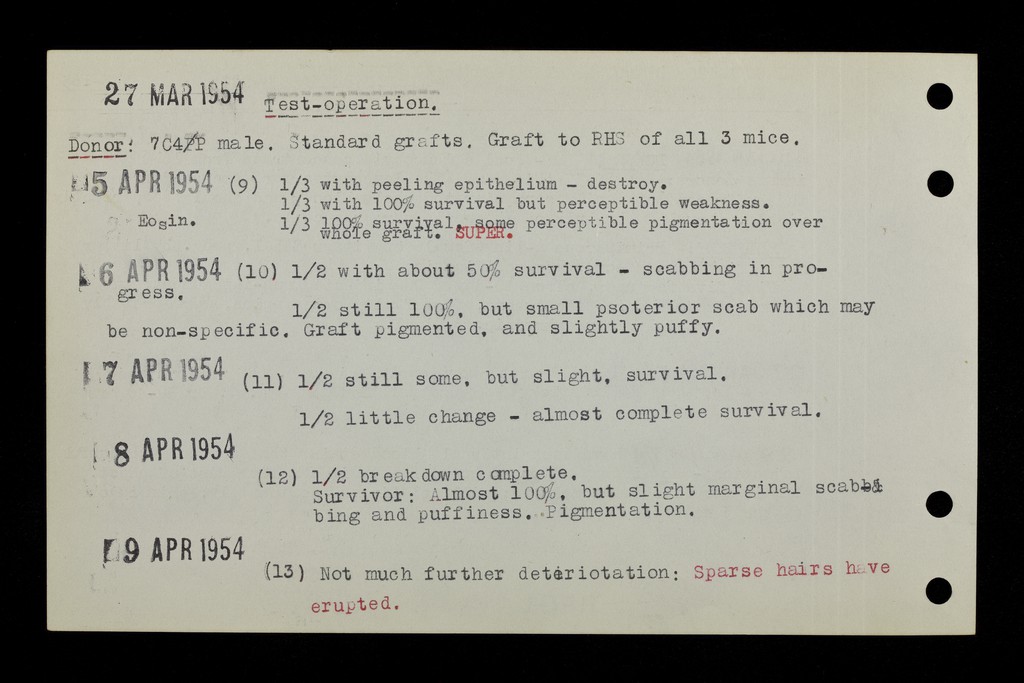 27 MAR 1954 Test-operation.
Donor: 7C4/P male. Standard grafts. Graft to RHS of all 3 mice.
5 APR 1954 (9) 1/3 with peeling epithelium - destroy.
1/3 with 100% survival but perceptible weakness.
Eosin. 1/3 100% survival, some perceptible pigmentation over
whole graft. SUPER.
6 APR 1954 (10) 1/2 with about 50% survival - scabbing in pro-
gress.
1/2 still 100%, but small psoterior scab which may
be non-specific. Graft pigmented, and slightly puffy.
7 APR 1954 (11) 1/2 still some, but slight, survival.
1/2 little change - almost complete survival.
8 APR 1954
(12) 1/2 breakdown complete.
Survivor: Almost 100%, but slight marginal scab
bing and puffiness. Pigmentation.
9 APR 1954
(13) Not much further detériotation: Sparse hairs have
erupted.